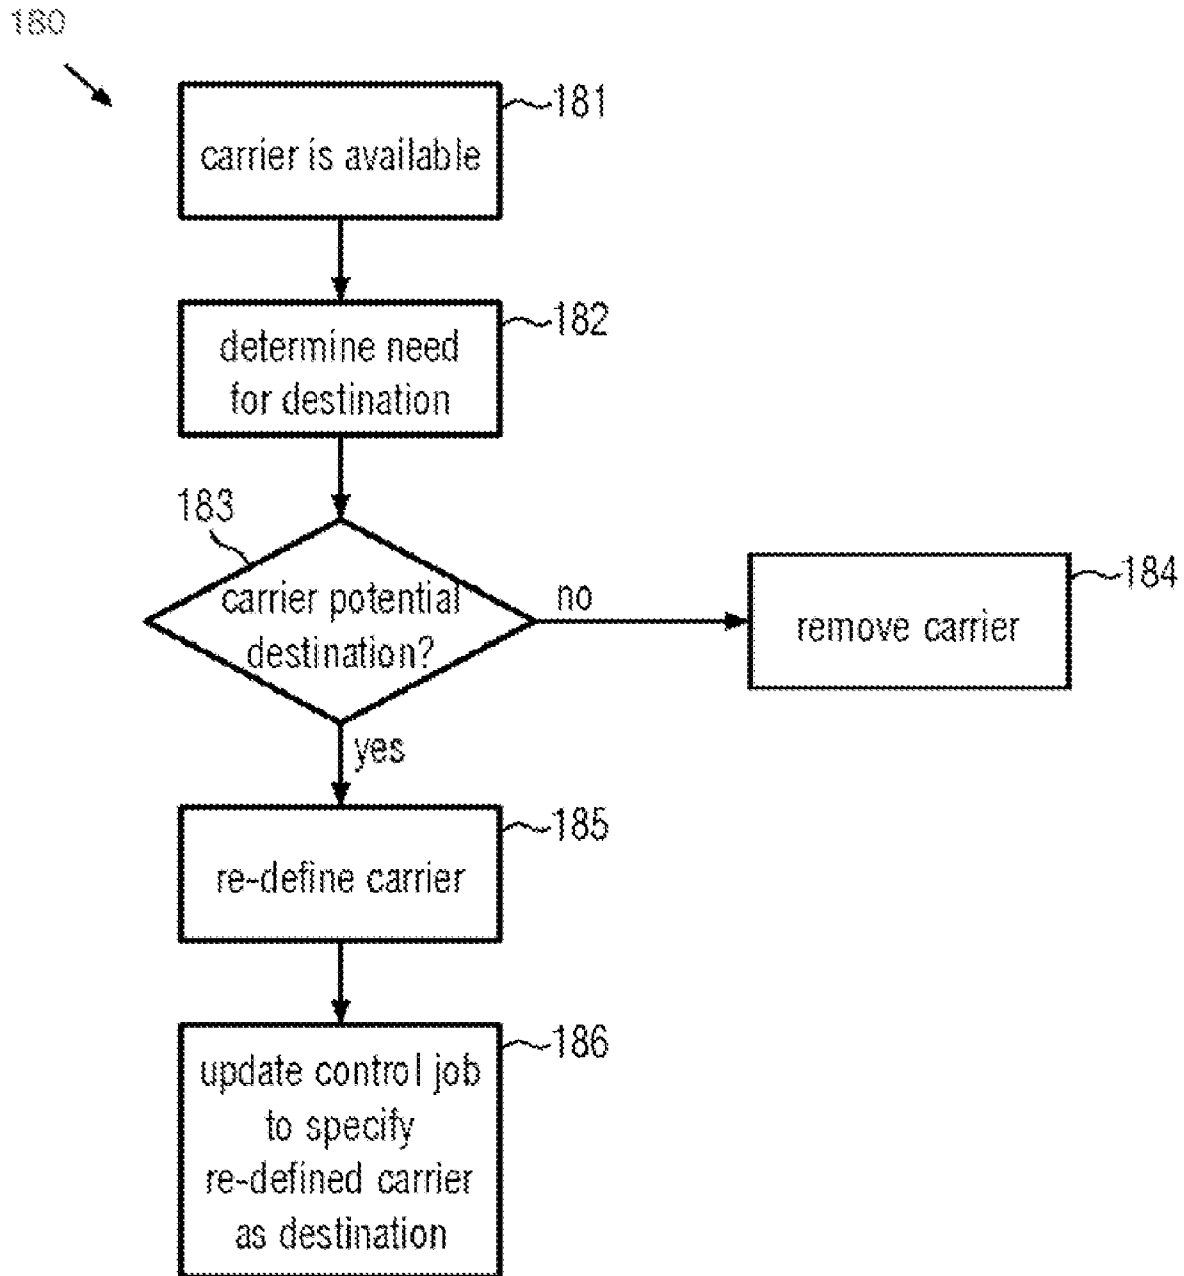 180
181
carrier is available
182
determine need
for destination
183
carrier potential
destination?
no
184
remove carrier
yes
185
re-define carrier
186
update control job
to specify
re-defined carrier
as destination